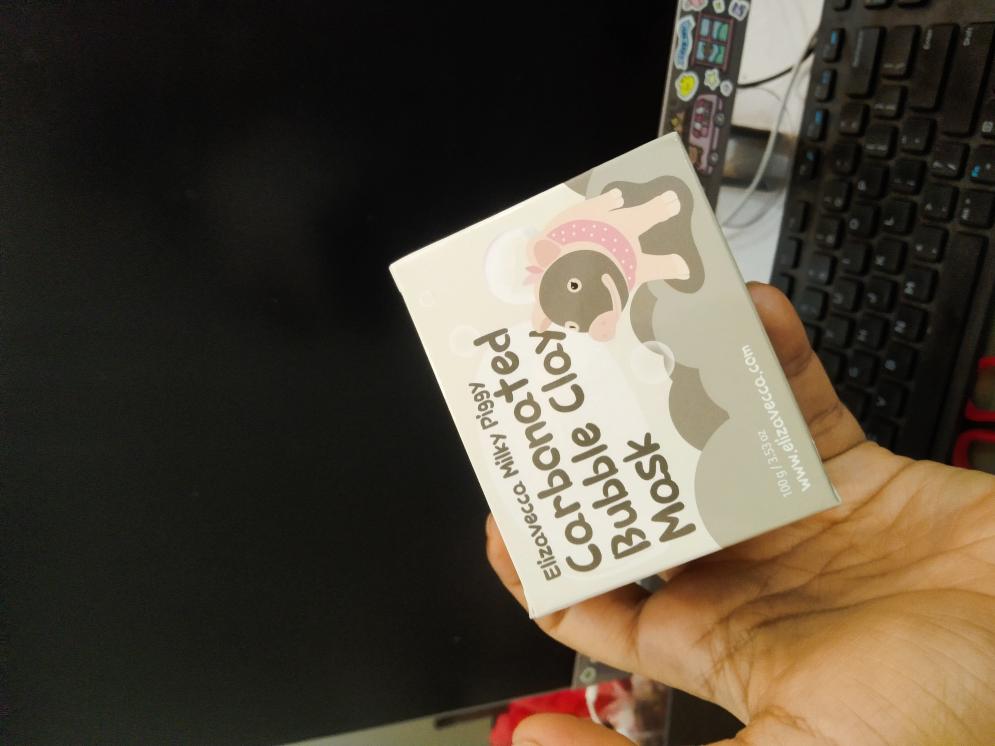 Elizavecca Milky Piggy
Carbonated
Bubble Clay
Mask
100 g / 3.53 oz
www.elizavecca.com